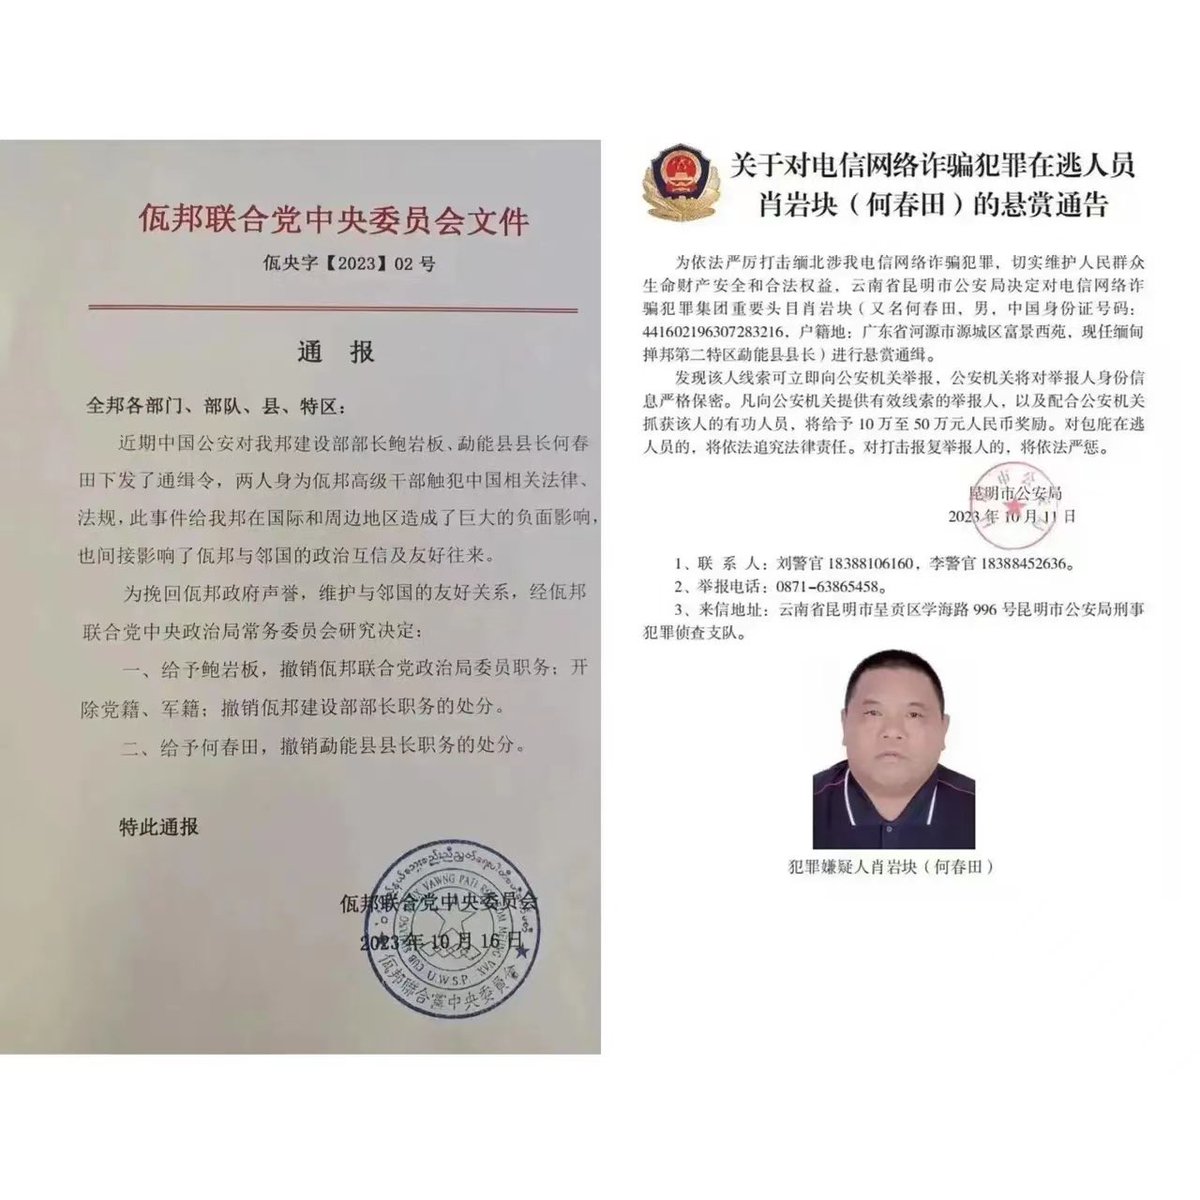 佤邦联合党中央委员会文件
佤央字【2023】02 号
通 报
全邦各部门、部队、县、特区：
近期中国公安对我邦建设部部长鲍岩板、勐能县县长何春
田下发了通缉令，两人身为佤邦高级干部触犯中国相关法律、
法规，此事件给我邦在国际和周边地区造成了巨大的负面影响，
也间接影响了佤邦与邻国的政治互信及友好往来。
为挽回佤邦政府声誉，维护与邻国的友好关系，经佤邦
联合党中央政治局常务委员会研究决定：
一、给予鲍岩板，撤销佤邦联合党政治局委员职务；开
除党籍、军籍；撤销佤邦建设部部长职务的处分。
二、给予何春田，撤销勐能县县长职务的处分。
特此通报
佤邦联合党中央委员会
2023 年 10 月 16 日
U.W.S.P.
佤邦联合党中央委员会
关于对电信网络诈骗犯罪在逃人员
肖岩块（何春田）的悬赏通告
为依法严厉打击缅北涉我电信网络诈骗犯罪，切实维护人民群众
生命财产安全和合法权益，云南省昆明市公安局决定对电信网络诈
骗犯罪集团重要头目肖岩块（又名何春田，男，中国身份证号码：
441602196307283216，户籍地：广东省河源市源城区富景西苑，现任缅甸
掸邦第二特区勐能县县长）进行悬赏通缉。
发现该人线索可立即向公安机关举报，公安机关将对举报人身份信
息严格保密。凡向公安机关提供有效线索的举报人，以及配合公安机关
抓获该人的有功人员，将给予 10 万至 50 万元人民币奖励。对包庇在逃
人员的，将依法追究法律责任。对打击报复举报人的，将依法严惩。
昆明市公安局
2023 年 10 月 11 日
1、联 系 人：刘警官 18388106160，李警官 18388452636。
2、举报电话：0871-63865458。
3、来信地址：云南省昆明市呈贡区学海路 996 号昆明市公安局刑事
犯罪侦查支队。
犯罪嫌疑人肖岩块（何春田）